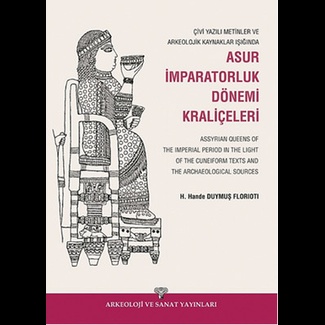 ÇİVİ YAZILI METİNLER VE
ARKEOLOJİK KAYNAKLAR IŞIĞINDA
ASUR
İMPARATORLUK
DÖNEMİ
KRALİÇELERİ
ASSYRIAN QUEENS OF
THE IMPERIAL PERIOD IN THE LIGHT
OF THE CUNEIFORM TEXTS AND
THE ARCHAEOLOGICAL SOURCES
H. Hande DUYMUŞ FLORIOTI
ARKEOLOJİ VE SANAT YAYINLARI